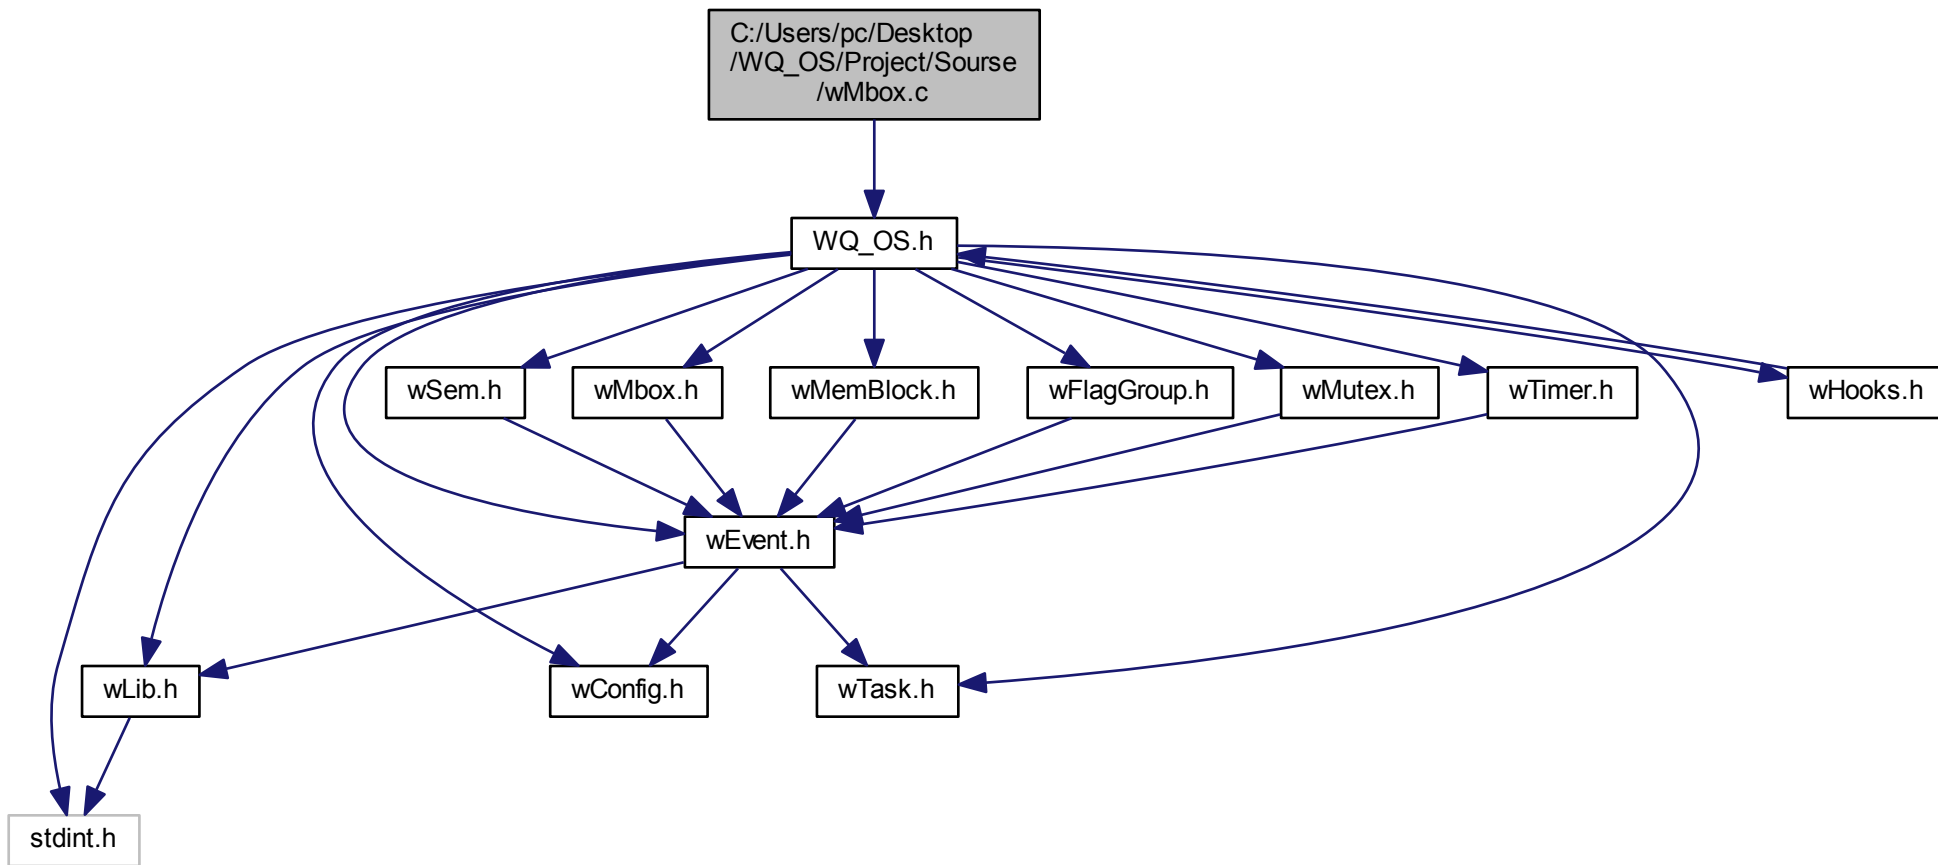 C:/Users/pc/Desktop
/WQ_OS/Project/Sourse
/wMbox.c
WQ_OS.h
wSem.h
wMbox.h
wMemBlock.h
wFlagGroup.h
wMutex.h
wTimer.h
wHooks.h
wEvent.h
wLib.h
wConfig.h
wTask.h
stdint.h